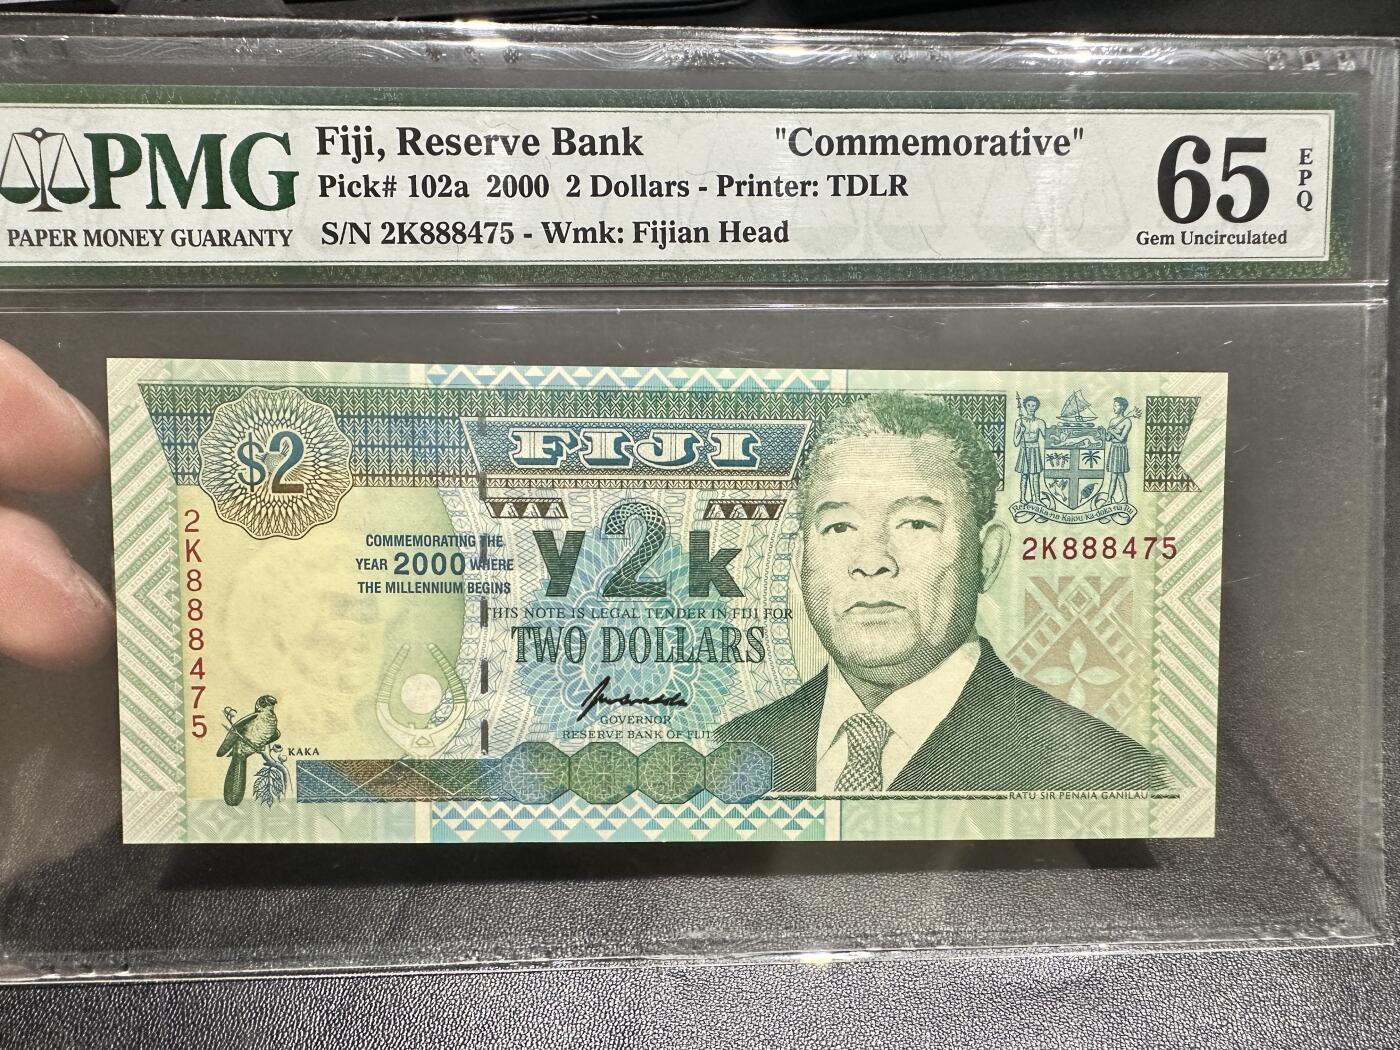 PMG
PAPER MONEY GUARANTY
Fiji, Reserve Bank "Commemorative"
Pick# 102a 2000 2 Dollars - Printer: TDLR
S/N 2K888475 - Wmk: Fijian Head
65
EPQ
Gem Uncirculated
$2
FIJI
2K888475
COMMEMORATING THE
YEAR 2000 WHERE
THE MILLENNIUM BEGINS
y2k
THIS NOTE IS LEGAL TENDER IN FIJI FOR
TWO DOLLARS
GOVERNOR
RESERVE BANK OF FIJI
KAKA
2K888475
RATU SIR PENAIA GANILAU